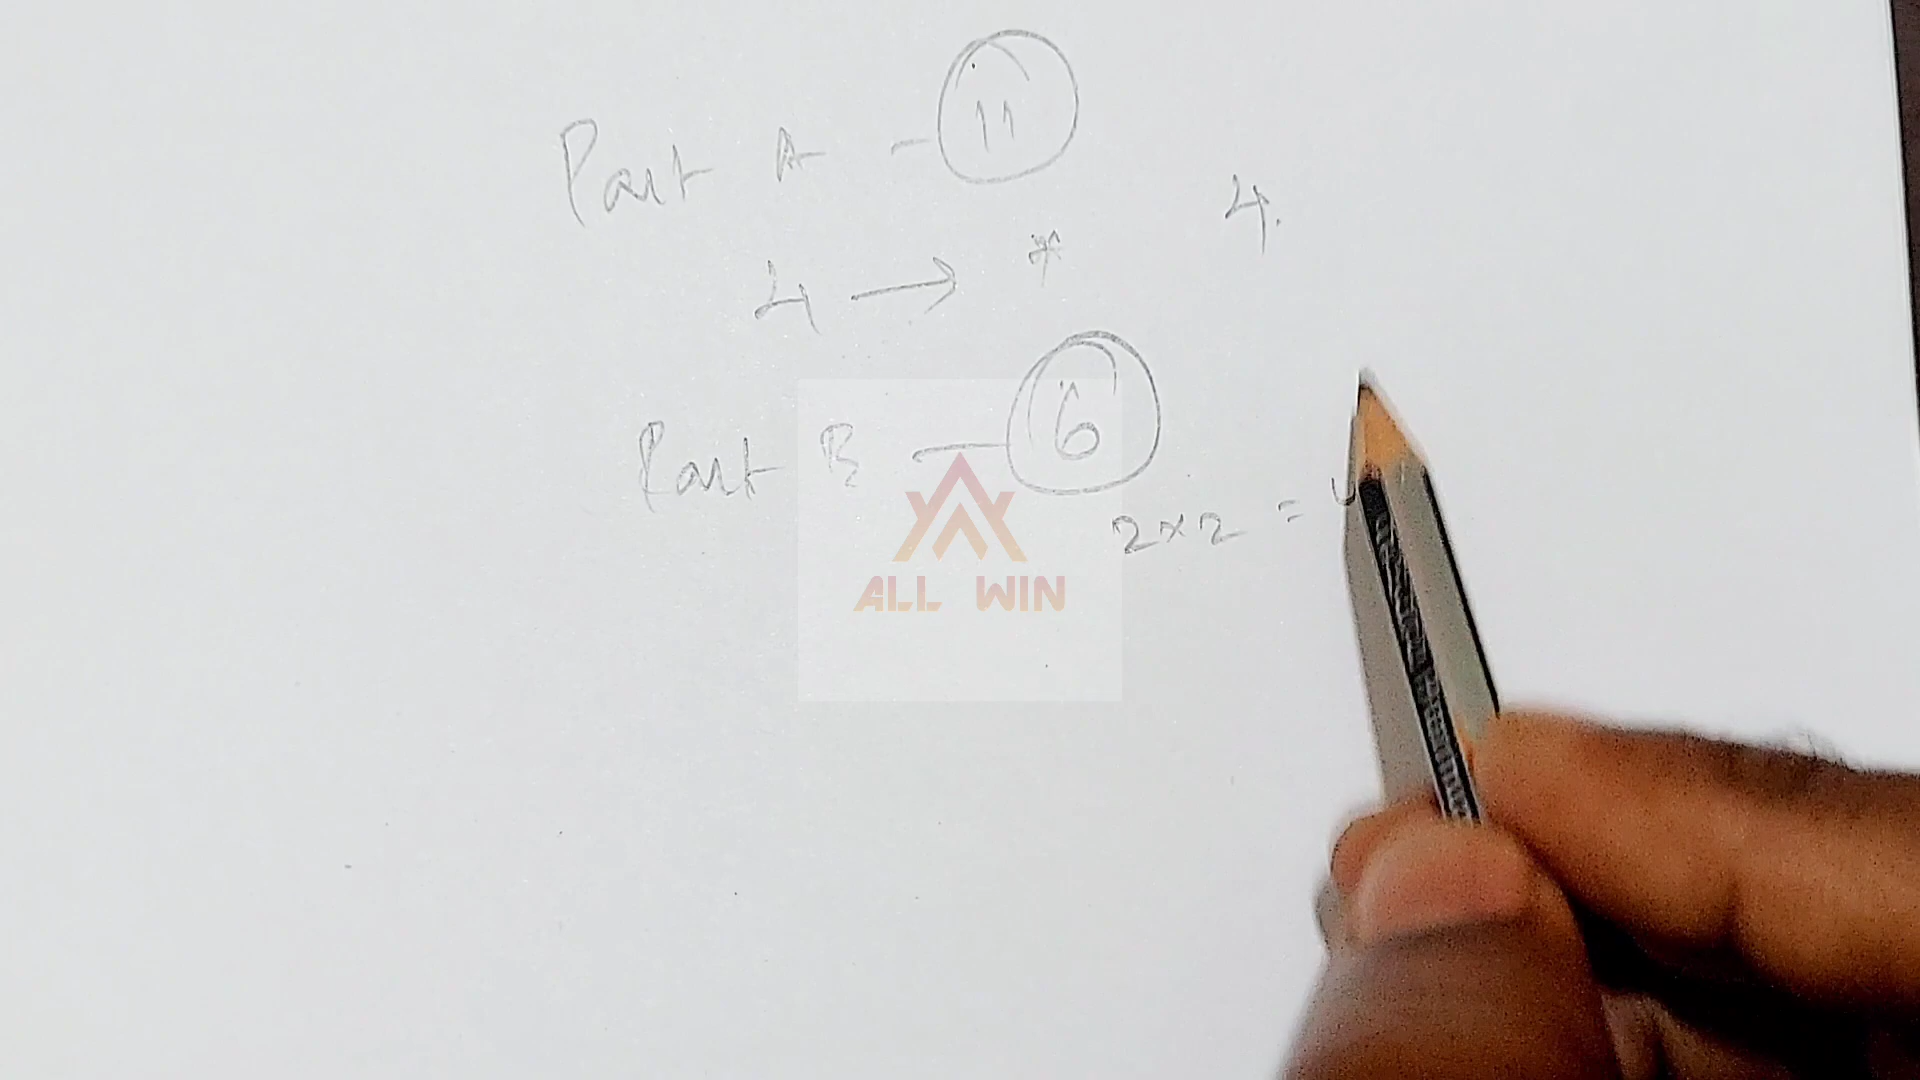 Part A - 11
4.
4 → *
Part B - 6
2×2 =
ALL WIN